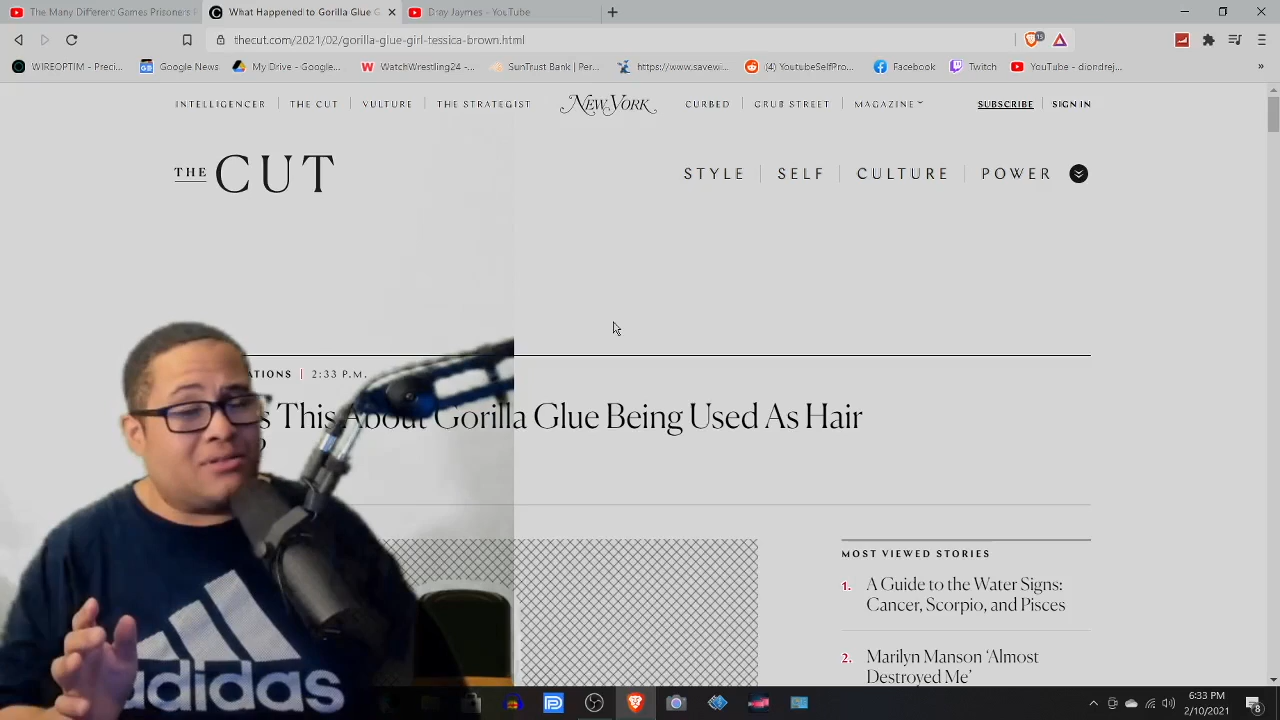 The Many Different Games Prisoners
What Happened to Gorilla Glue G
Dray Jaymes - YouTube
thecut.com/2021/02/gorilla-glue-girl-tessica-brown.html
15
WIREOPTIM - Preci...
Google News
My Drive - Google...
WatchWrestling24 -...
SunTrust Bank | Per...
https://www.savewi...
(4) YoutubeSelfPro...
Facebook
Twitch
YouTube - diondrej...
»
INTELLIGENCER
THE CUT
VULTURE
THE STRATEGIST
NEW YORK
CURBED
GRUB STREET
MAGAZINE
SUBSCRIBE
SIGN IN
THE CUT
STYLE
SELF
CULTURE
POWER
ATIONS
2:33 P.M.
s This About Gorilla Glue Being Used As Hair
?
MOST VIEWED STORIES
1. A Guide to the Water Signs:
Cancer, Scorpio, and Pisces
2. Marilyn Manson ‘Almost
Destroyed Me’
adidas
6:33 PM
2/10/2021
8